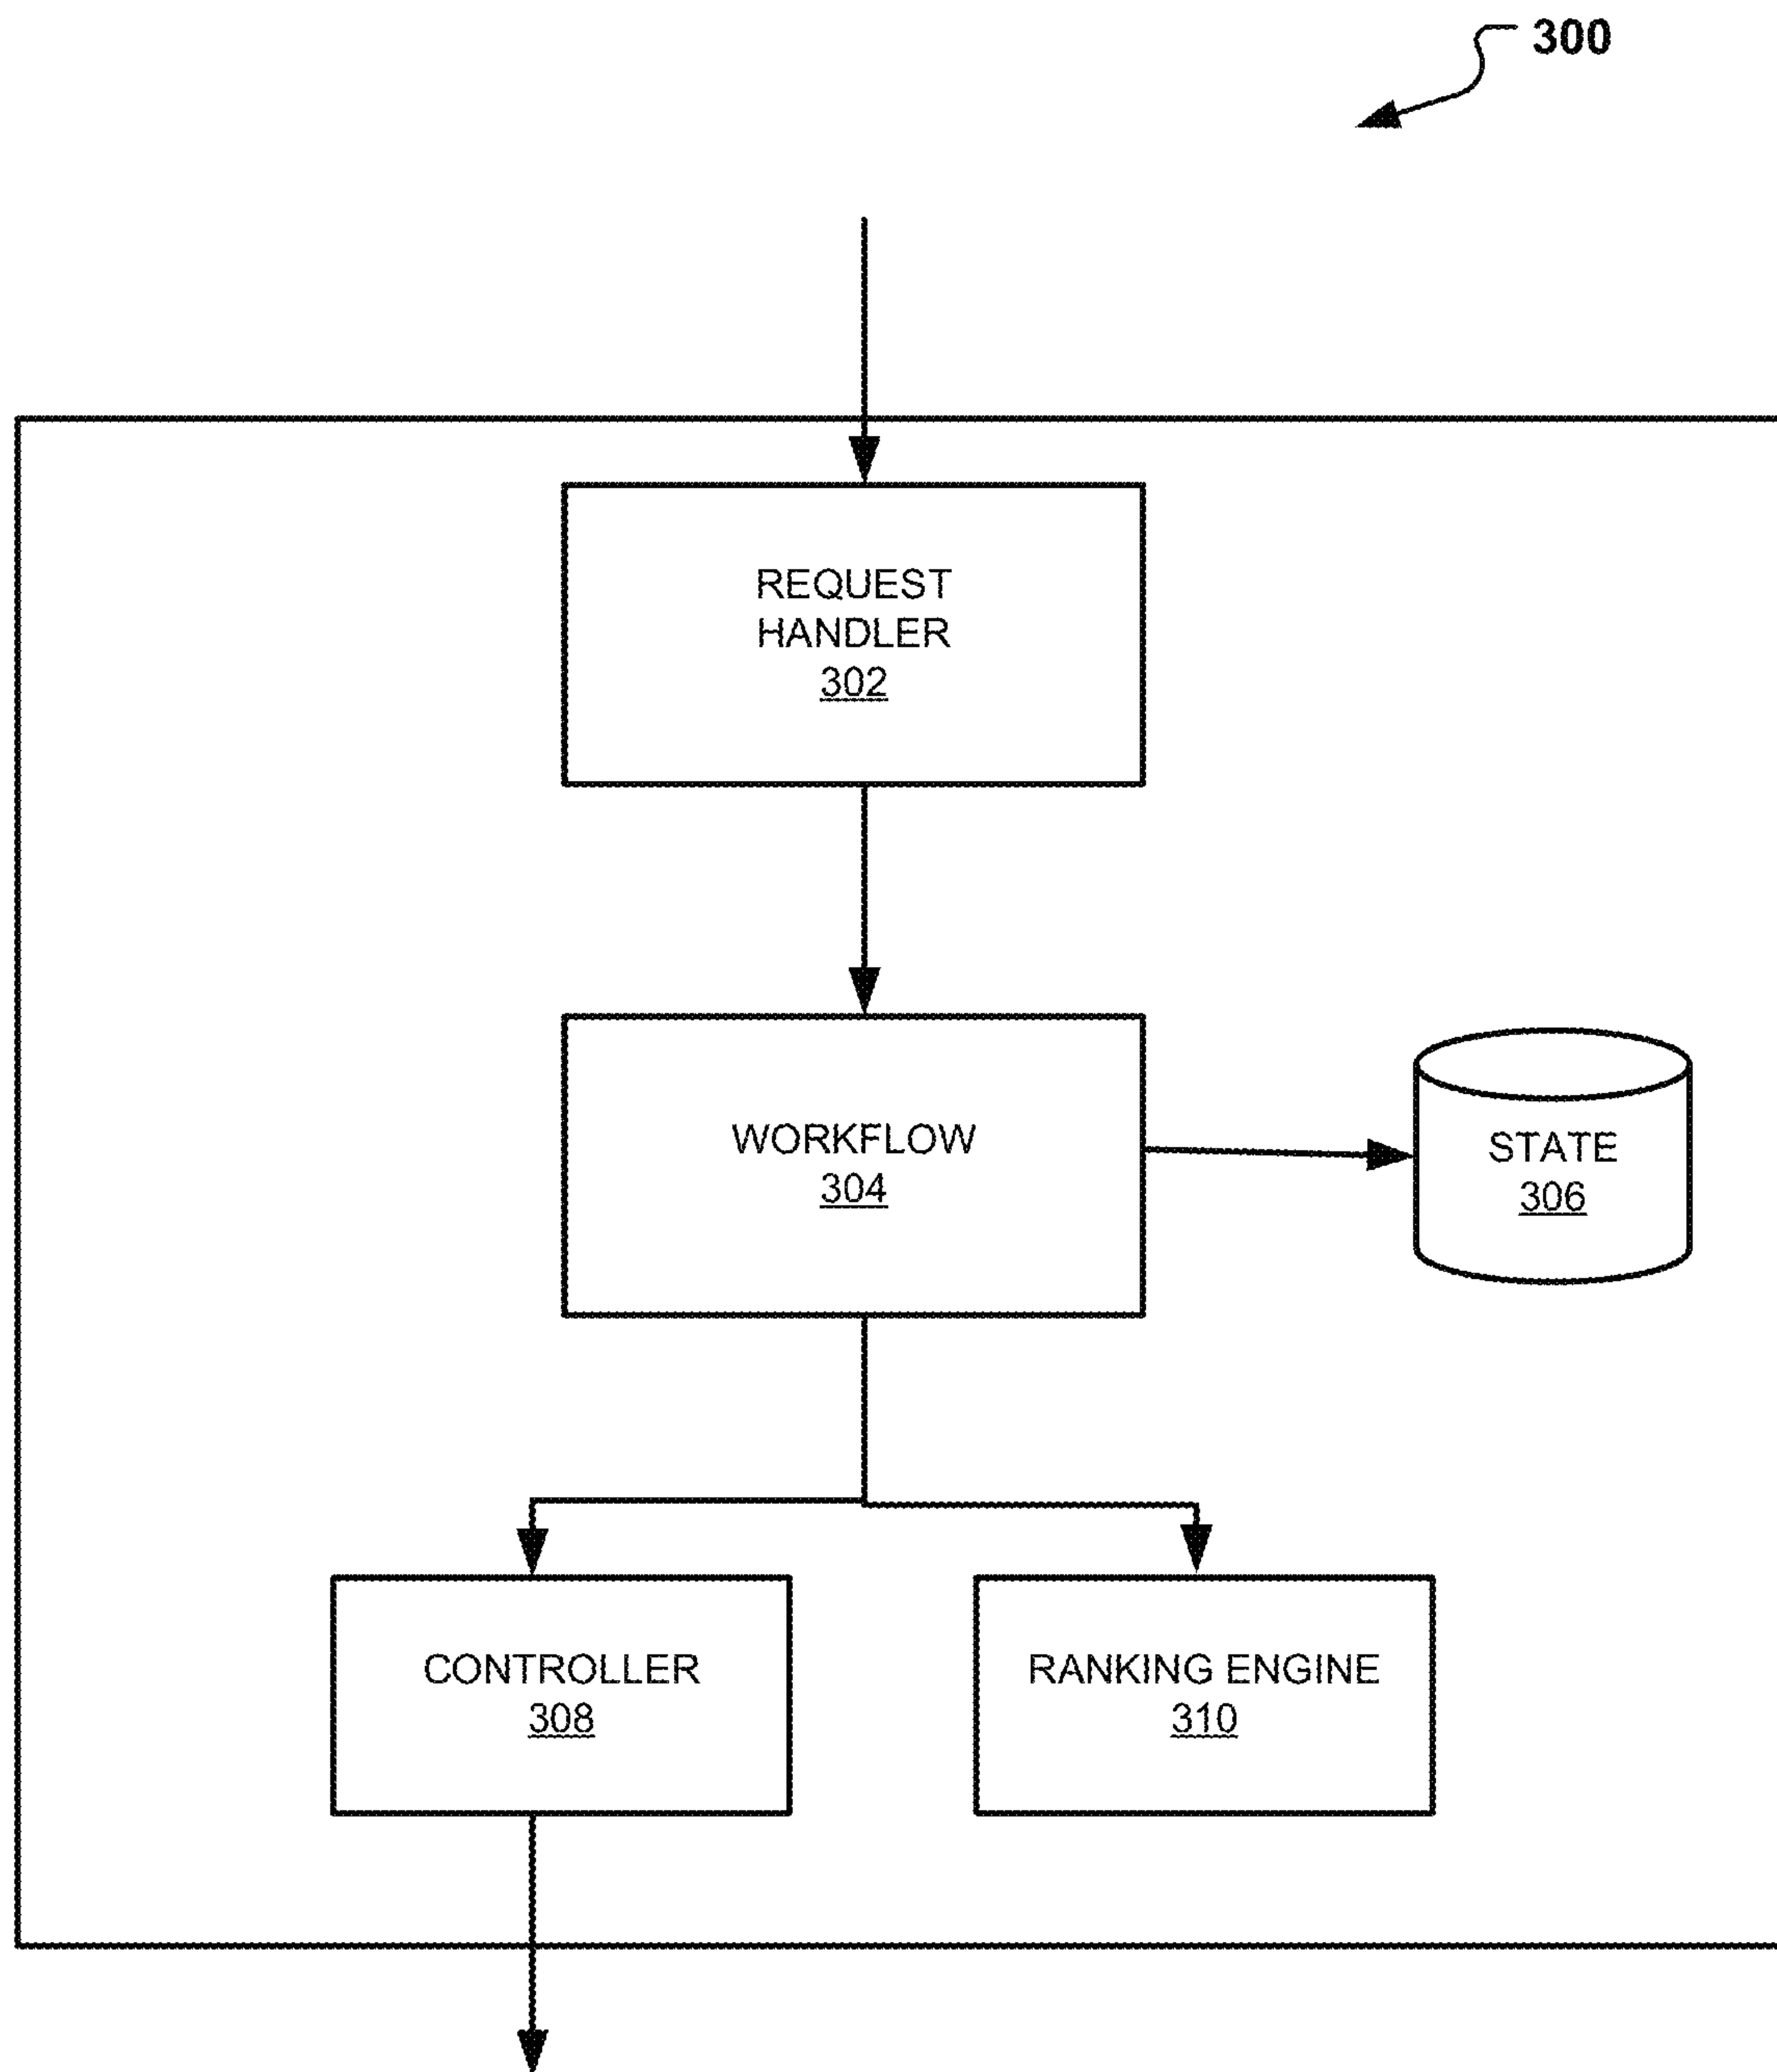 300
REQUEST
HANDLER
302
WORKFLOW
304
STATE
306
CONTROLLER
308
RANKING ENGINE
310